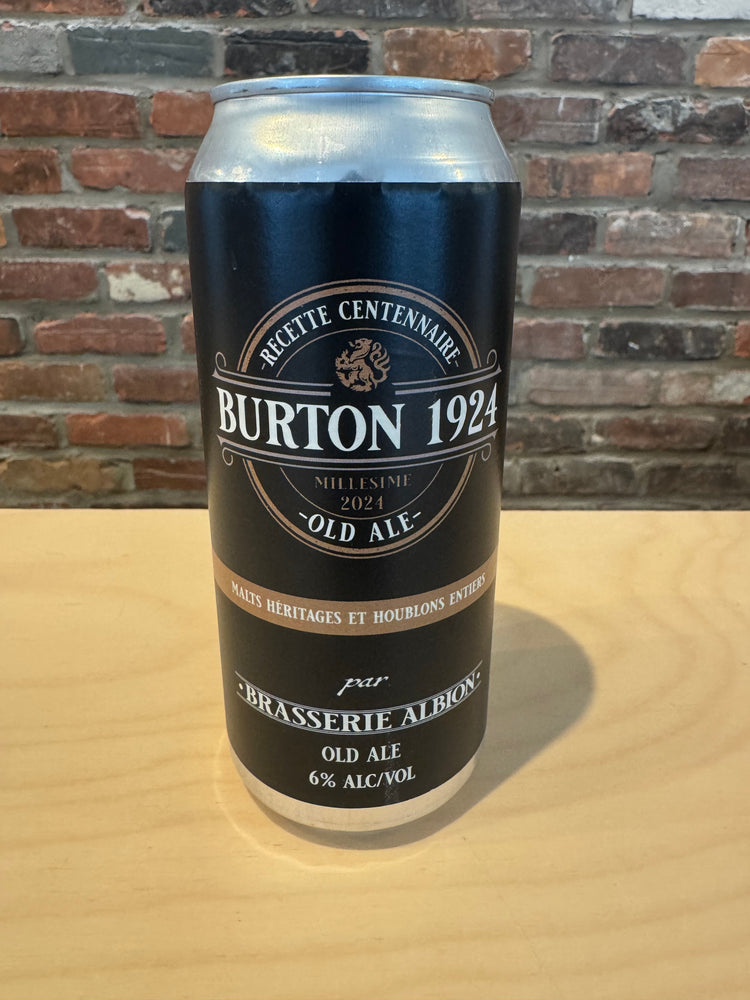 -RECETTE CENTENNAIRE-
BURTON 1924
MILLESIME
2024
-OLD ALE-
MALTS HÉRITAGES ET HOUBLONS ENTIERS
par
·BRASSERIE ALBION·
OLD ALE
6% ALC/VOL